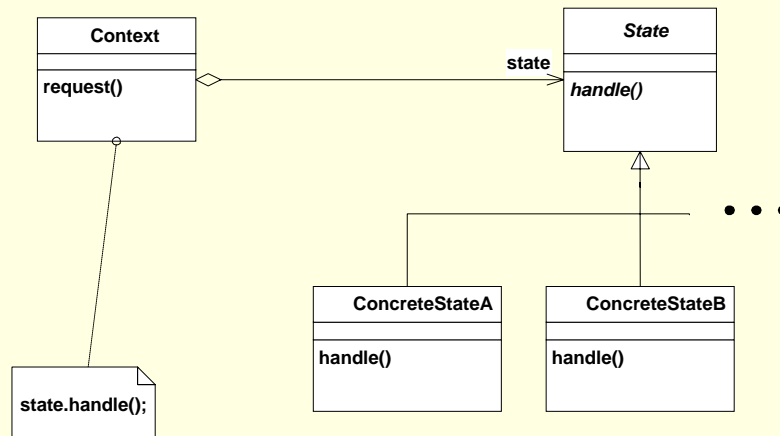 Context
request()
state
State
handle()
ConcreteStateA
handle()
ConcreteStateB
handle()
state.handle();